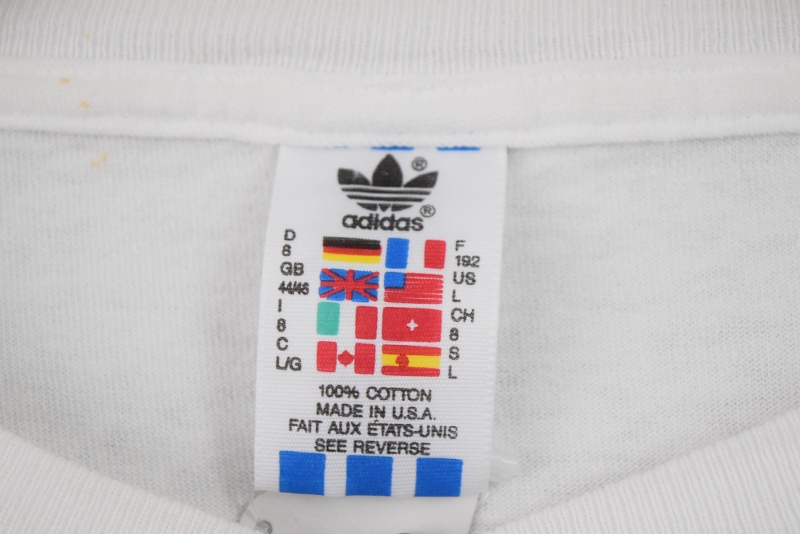 ®
adidas®
D
8
GB
44/46
I
8
C
L/G
F
192
US
L
CH
8
S
L
100% COTTON
MADE IN U.S.A.
FAIT AUX ÉTATS-UNIS
SEE REVERSE